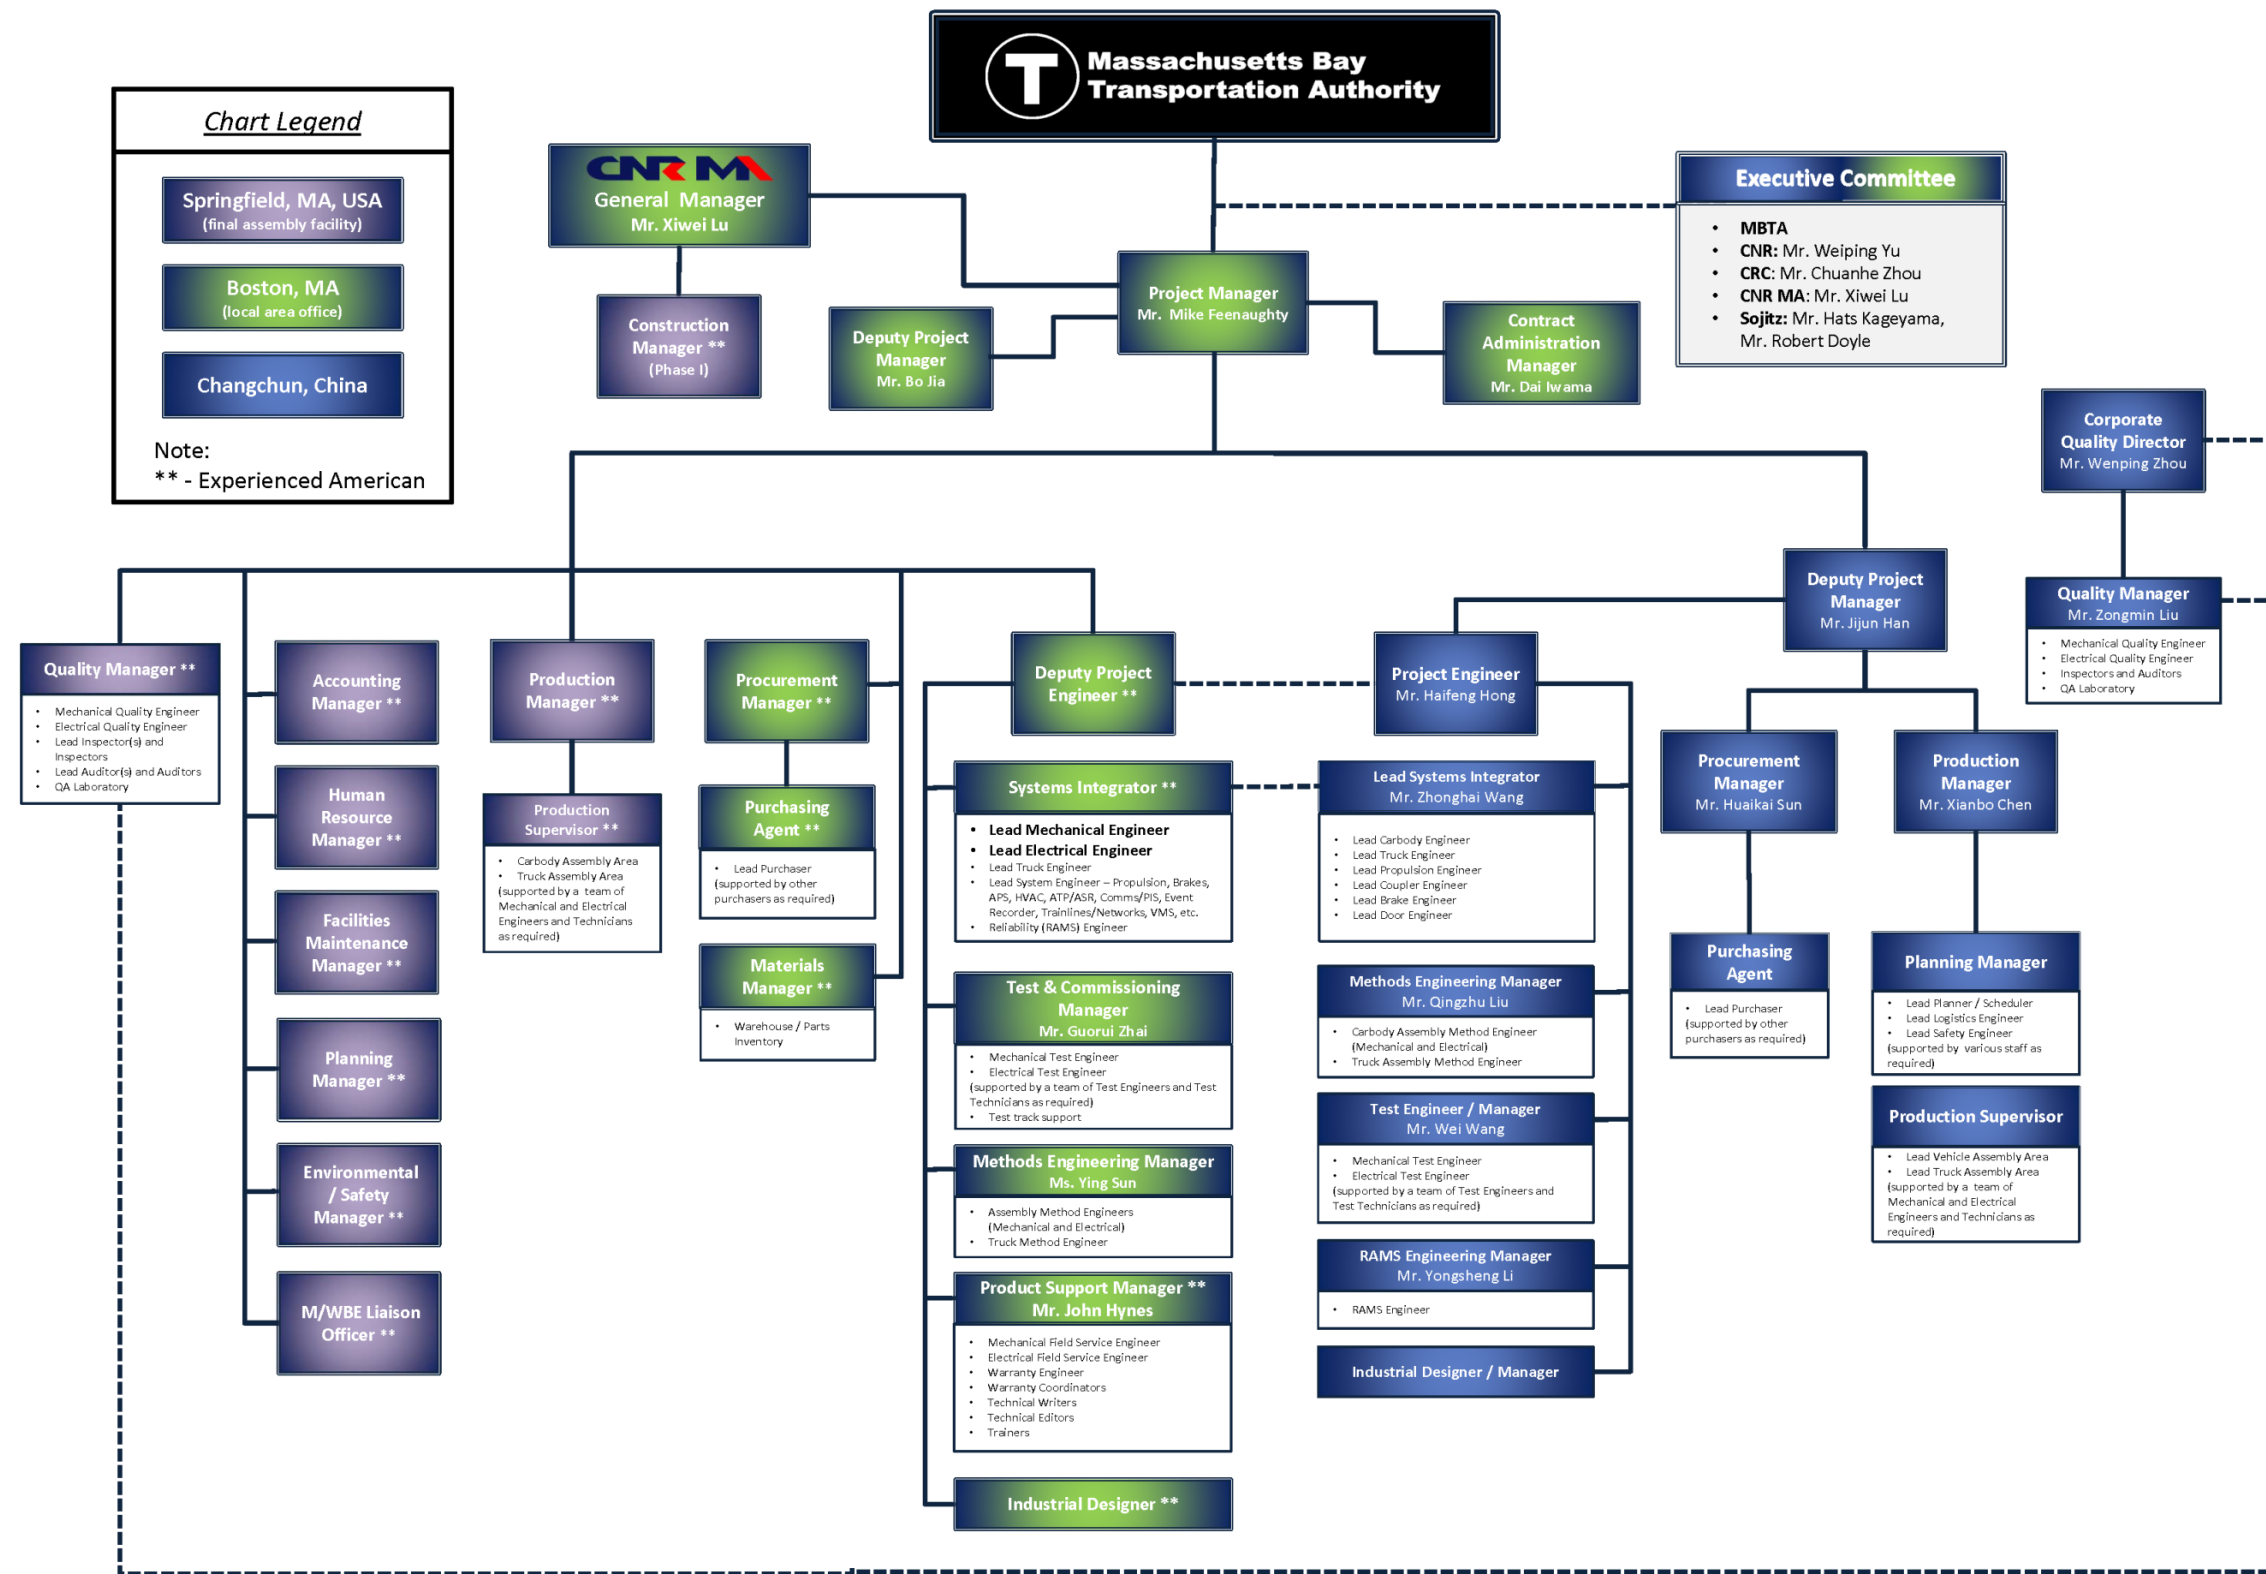 Massachusetts Bay
Transportation Authority
Chart Legend
Springfield, MA, USA
(final assembly facility)
Boston, MA
(local area office)
Changchun, China
Note:
** - Experienced American
CNR MA
General Manager
Mr. Xiwei Lu
Construction
Manager **
(Phase I)
Project Manager
Mr. Mike Feenaughty
Deputy Project
Manager
Mr. Bo Jia
Contract
Administration
Manager
Mr. Dai Iwama
Executive Committee
• MBTA
• CNR: Mr. Weiping Yu
• CRC: Mr. Chuanhe Zhou
• CNR MA: Mr. Xiwei Lu
• Sojitz: Mr. Hats Kageyama,
Mr. Robert Doyle
Corporate
Quality Director
Mr. Wenping Zhou
Quality Manager
Mr. Zongmin Liu
• Mechanical Quality Engineer
• Electrical Quality Engineer
• Inspectors and Auditors
• QA Laboratory
Deputy Project
Manager
Mr. Jijun Han
Quality Manager **
• Mechanical Quality Engineer
• Electrical Quality Engineer
• Lead Inspector(s) and
Inspectors
• Lead Auditor(s) and Auditors
• QA Laboratory
Accounting
Manager **
Human
Resource
Manager **
Facilities
Maintenance
Manager **
Planning
Manager **
Environmental
/ Safety
Manager **
M/WBE Liaison
Officer **
Production
Manager **
Production
Supervisor **
• Carbody Assembly Area
• Truck Assembly Area
(supported by a team of
Mechanical and Electrical
Engineers and Technicians
as required)
Procurement
Manager **
Purchasing
Agent **
• Lead Purchaser
(supported by other
purchasers as required)
Materials
Manager **
• Warehouse / Parts
Inventory
Deputy Project
Engineer **
Systems Integrator **
• Lead Mechanical Engineer
• Lead Electrical Engineer
• Lead Truck Engineer
• Lead System Engineer – Propulsion, Brakes,
APS, HVAC, ATP/ASR, Comms/PIS, Event
Recorder, Trainlines/Networks, VMS, etc.
• Reliability (RAMS) Engineer
Test & Commissioning
Manager
Mr. Guorui Zhai
• Mechanical Test Engineer
• Electrical Test Engineer
(supported by a team of Test Engineers and Test
Technicians as required)
• Test track support
Methods Engineering Manager
Ms. Ying Sun
• Assembly Method Engineers
(Mechanical and Electrical)
• Truck Method Engineer
Product Support Manager **
Mr. John Hynes
• Mechanical Field Service Engineer
• Electrical Field Service Engineer
• Warranty Engineer
• Warranty Coordinators
• Technical Writers
• Technical Editors
• Trainers
Industrial Designer **
Project Engineer
Mr. Haifeng Hong
Lead Systems Integrator
Mr. Zhonghai Wang
• Lead Carbody Engineer
• Lead Truck Engineer
• Lead Propulsion Engineer
• Lead Coupler Engineer
• Lead Brake Engineer
• Lead Door Engineer
Methods Engineering Manager
Mr. Qingzhu Liu
• Carbody Assembly Method Engineer
(Mechanical and Electrical)
• Truck Assembly Method Engineer
Test Engineer / Manager
Mr. Wei Wang
• Mechanical Test Engineer
• Electrical Test Engineer
(supported by a team of Test Engineers and
Test Technicians as required)
RAMS Engineering Manager
Mr. Yongsheng Li
• RAMS Engineer
Industrial Designer / Manager
Procurement
Manager
Mr. Huaikai Sun
Purchasing
Agent
• Lead Purchaser
(supported by other
purchasers as required)
Production
Manager
Mr. Xianbo Chen
Planning Manager
• Lead Planner / Scheduler
• Lead Logistics Engineer
• Lead Safety Engineer
(supported by various staff as
required)
Production Supervisor
• Lead Vehicle Assembly Area
• Lead Truck Assembly Area
(supported by a team of
Mechanical and Electrical
Engineers and Technicians as
required)